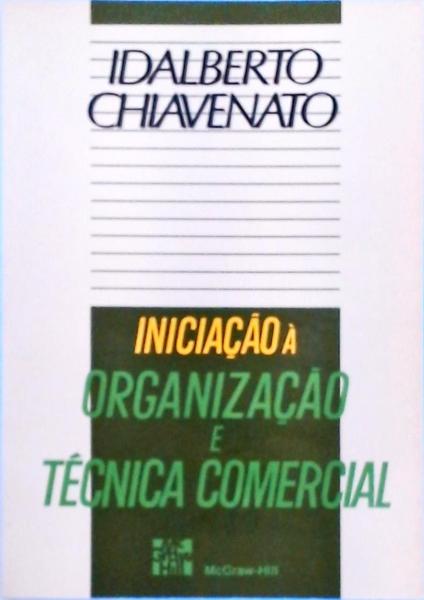 IDALBERTO
CHIAVENATO
INICIAÇÃO À
ORGANIZAÇÃO
E
TÉCNICA COMERCIAL
McGraw-Hill